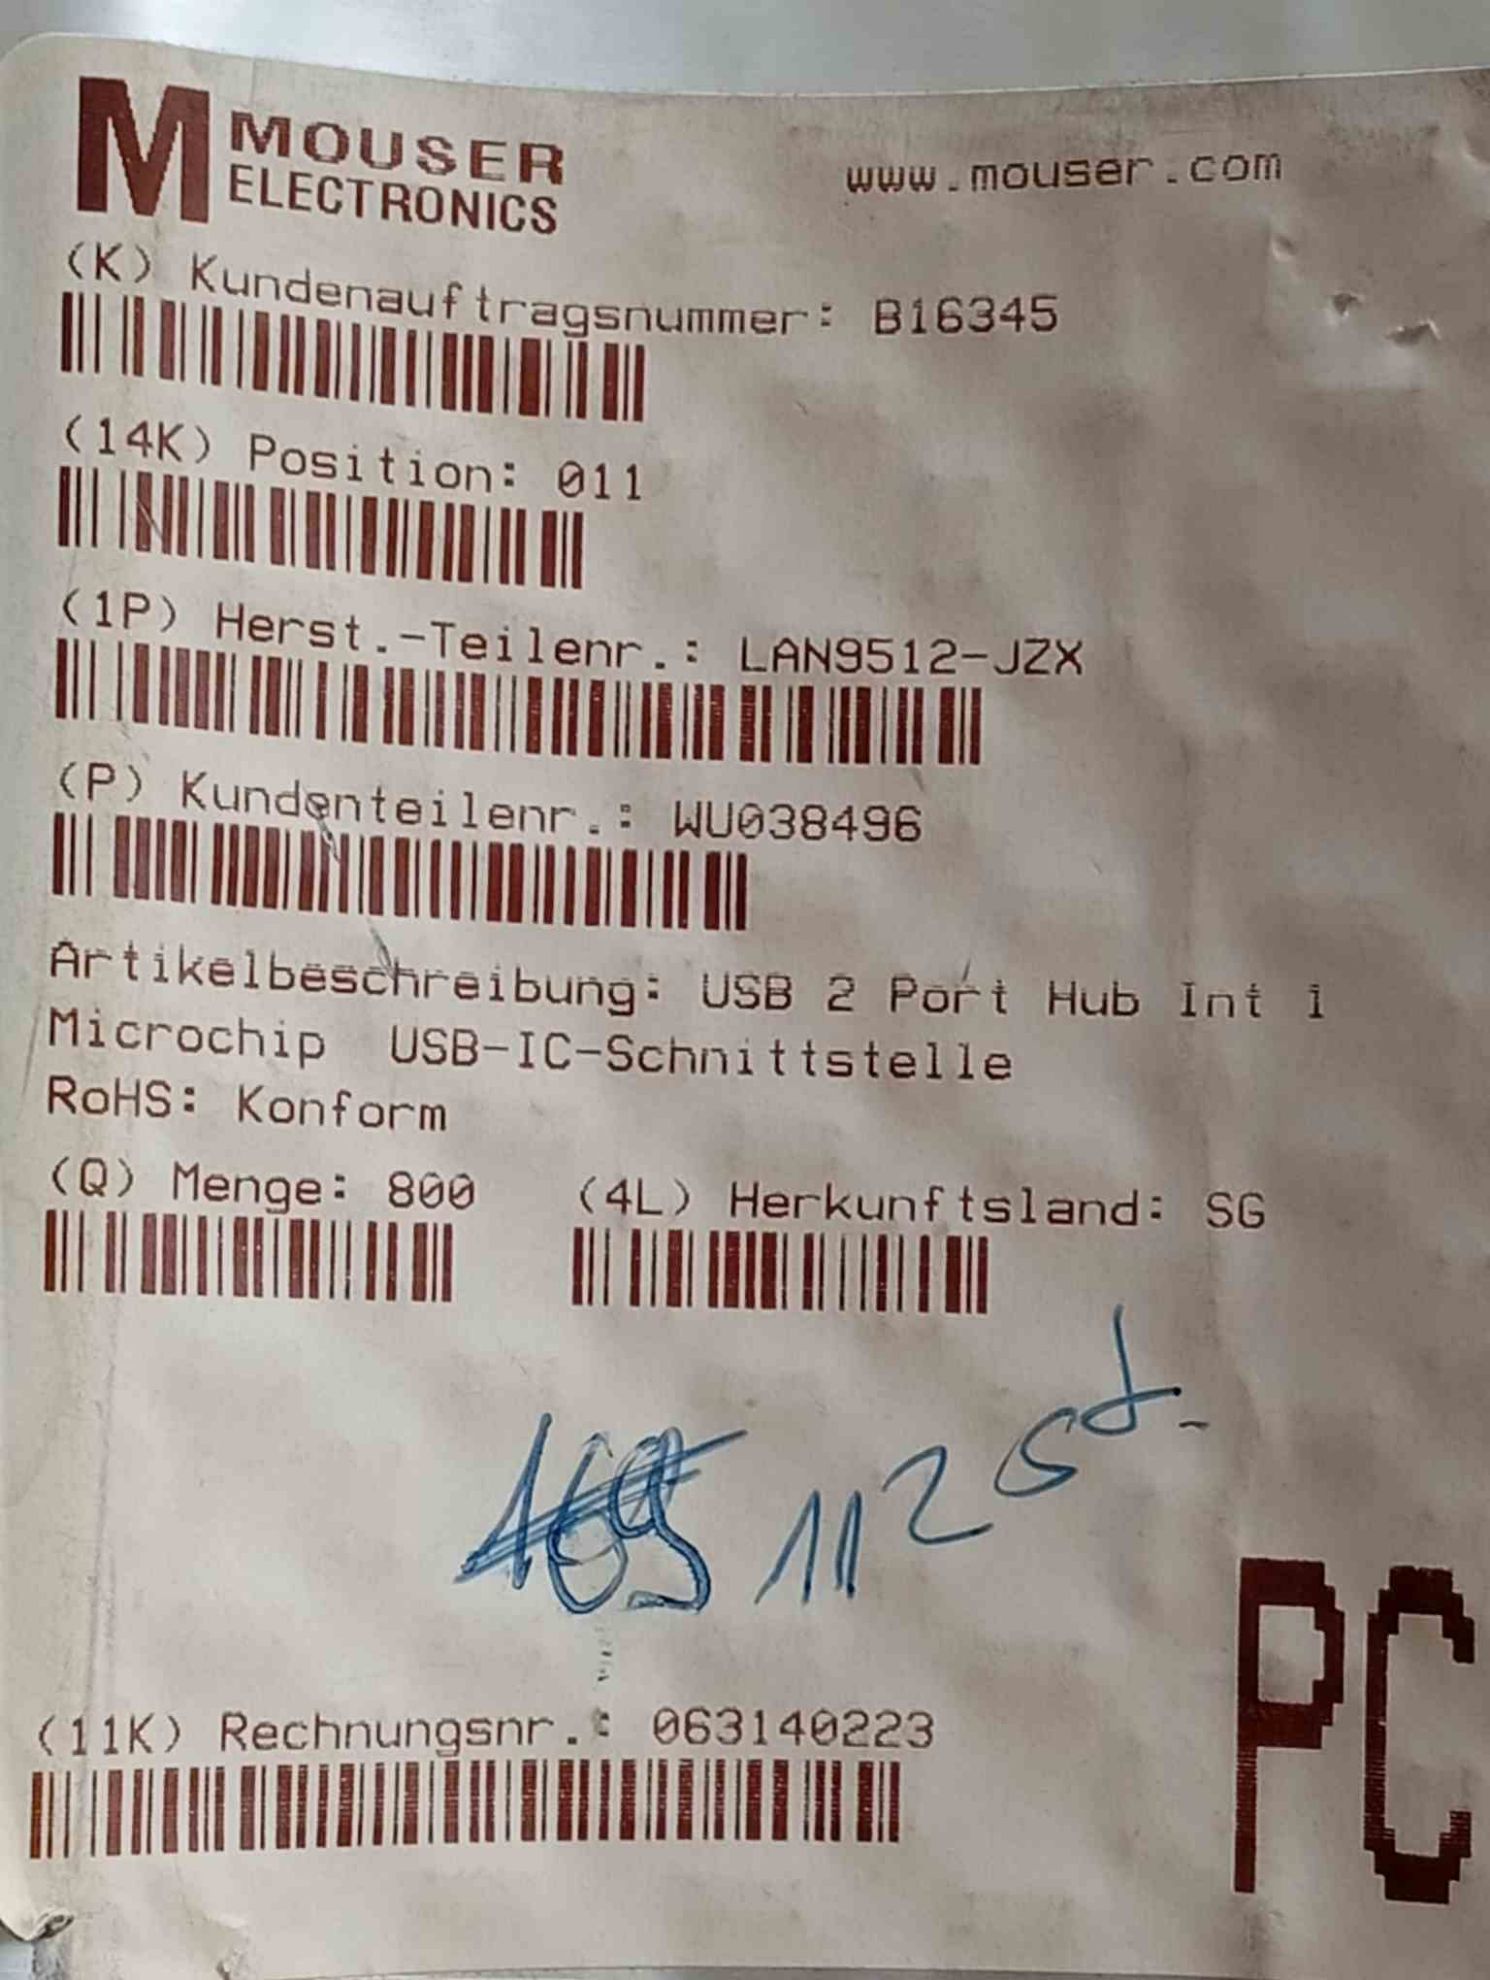 M MOUSER
ELECTRONICS
www.mouser.com
(K) Kundenauftragsnummer: B16345
(14K) Position: 011
(1P) Herst.-Teilenr.: LAN9512-JZX
(P) Kundenteilenr.: WU038496
Artikelbeschreibung: USB 2 Port Hub Int 1
Microchip USB-IC-Schnittstelle
RoHS: Konform
(Q) Menge: 800 (4L) Herkunftsland: SG
112 St.
PC
(11K) Rechnungsnr.: 063140223